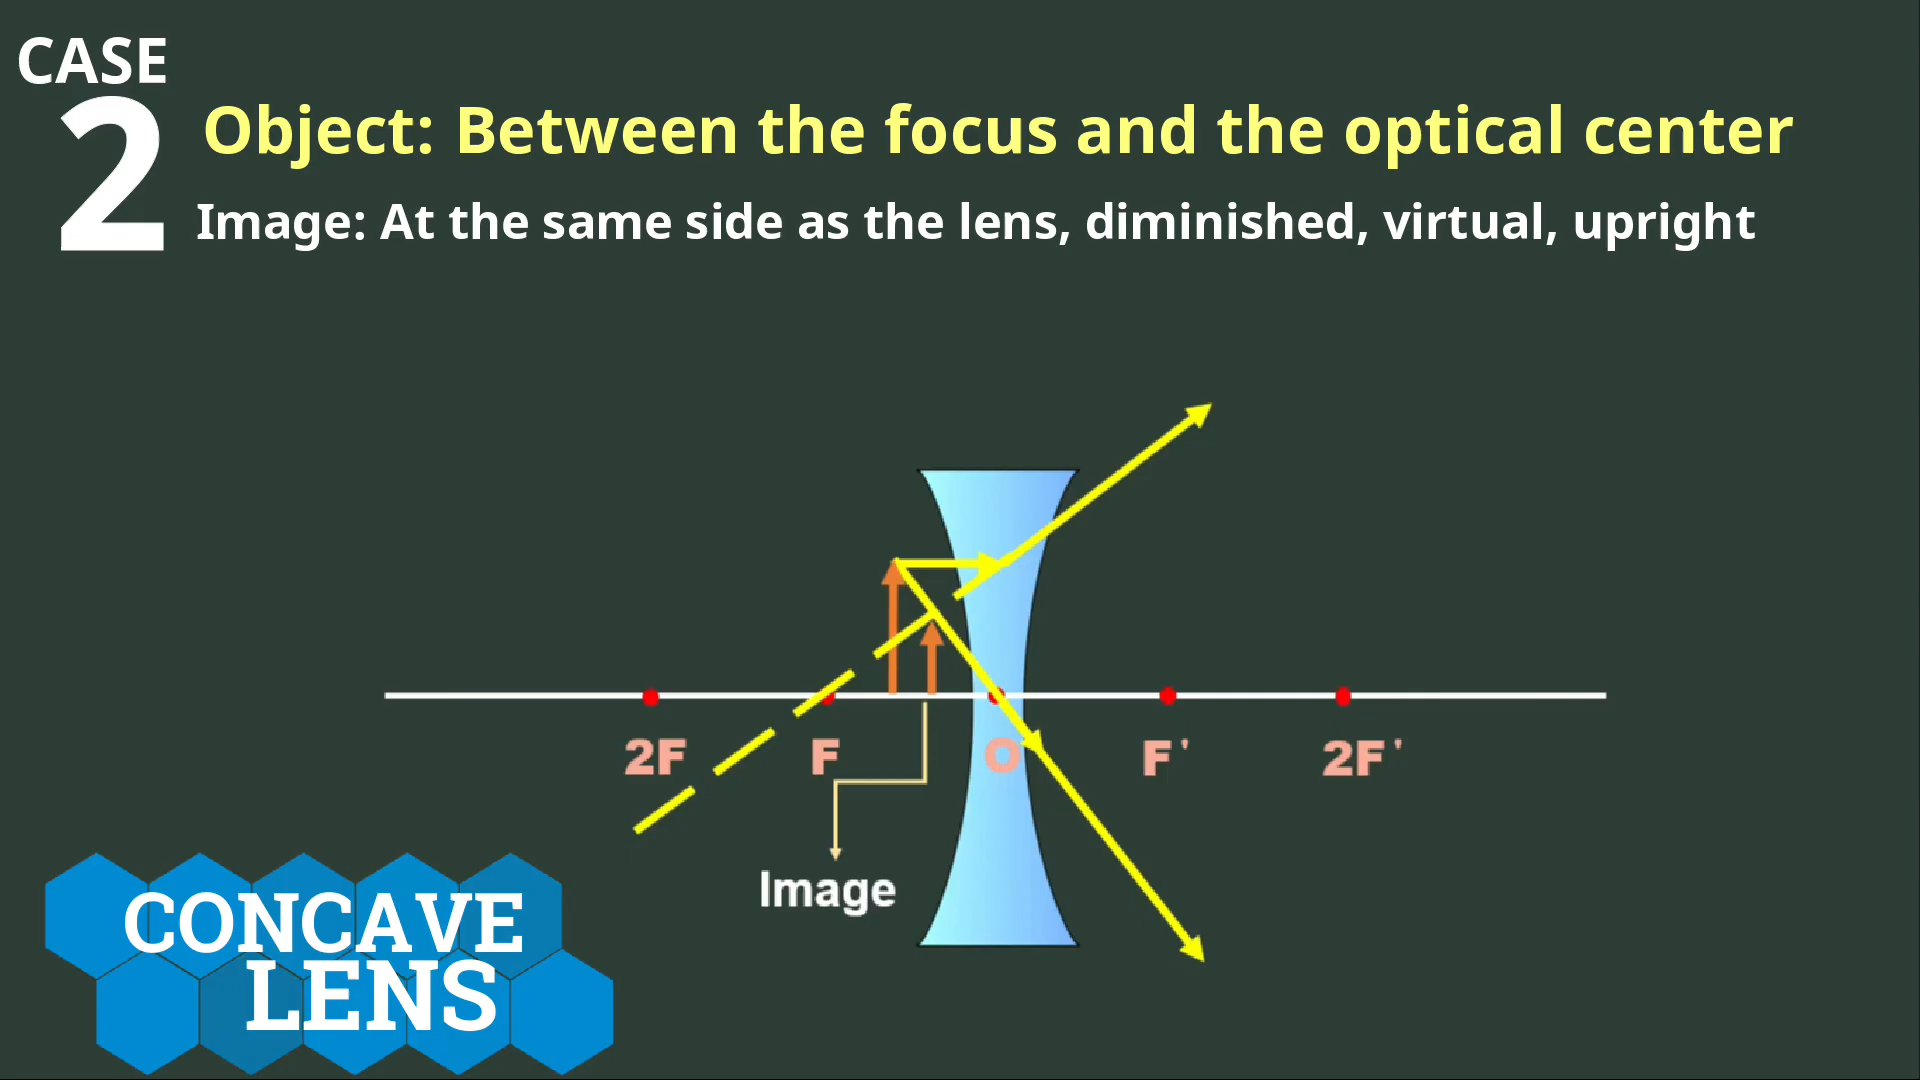 CASE
2
Object: Between the focus and the optical center
Image: At the same side as the lens, diminished, virtual, upright
2F F O F' 2F'
Image
CONCAVE
LENS